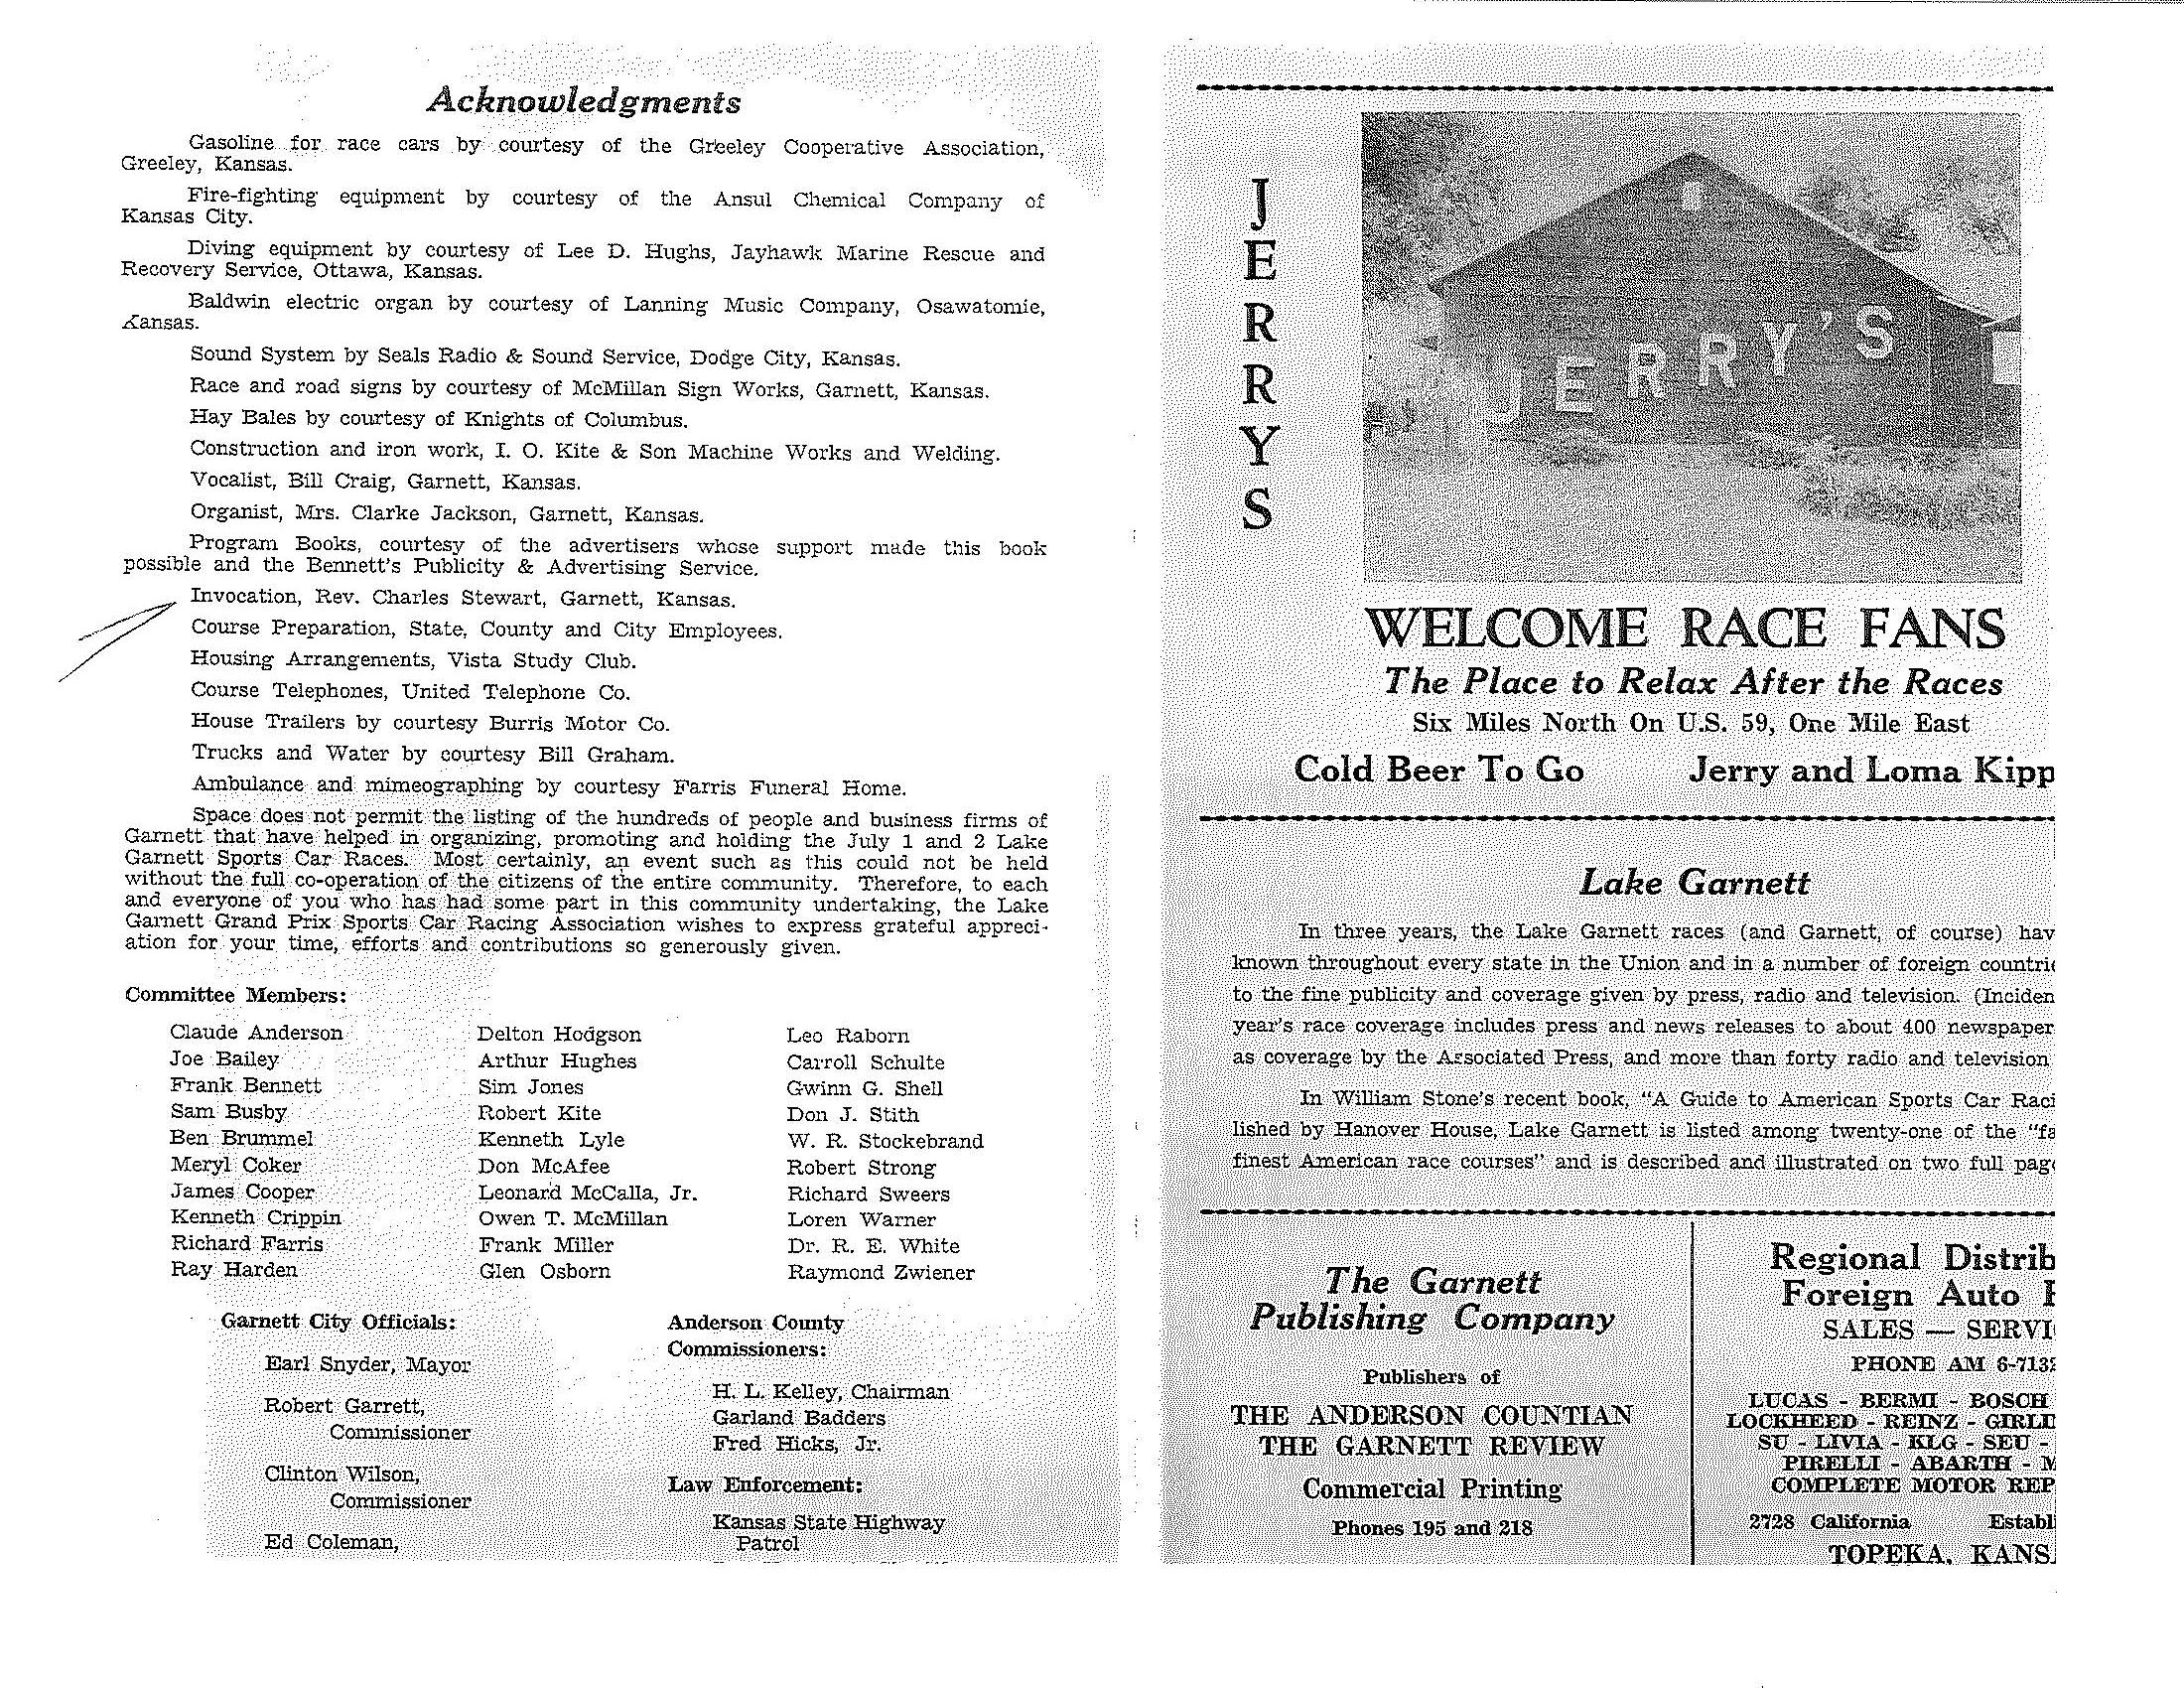 Acknowledgments
Gasoline for race cars by courtesy of the Greeley Cooperative Association,
Greeley, Kansas.
Fire-fighting equipment by courtesy of the Ansul Chemical Company of
Kansas City.
Diving equipment by courtesy of Lee D. Hughs, Jayhawk Marine Rescue and
Recovery Service, Ottawa, Kansas.
Baldwin electric organ by courtesy of Lanning Music Company, Osawatomie,
Kansas.
Sound System by Seals Radio & Sound Service, Dodge City, Kansas.
Race and road signs by courtesy of McMillan Sign Works, Garnett, Kansas.
Hay Bales by courtesy of Knights of Columbus.
Construction and iron work, I. O. Kite & Son Machine Works and Welding.
Vocalist, Bill Craig, Garnett, Kansas.
Organist, Mrs. Clarke Jackson, Garnett, Kansas.
Program Books, courtesy of the advertisers whose support made this book
possible and the Bennett's Publicity & Advertising Service.
Invocation, Rev. Charles Stewart, Garnett, Kansas.
Course Preparation, State, County and City Employees.
Housing Arrangements, Vista Study Club.
Course Telephones, United Telephone Co.
House Trailers by courtesy Burris Motor Co.
Trucks and Water by courtesy Bill Graham.
Ambulance and mimeographing by courtesy Farris Funeral Home.
Space does not permit the listing of the hundreds of people and business firms of
Garnett that have helped in organizing, promoting and holding the July 1 and 2 Lake
Garnett Sports Car Races. Most certainly, an event such as this could not be held
without the full co-operation of the citizens of the entire community. Therefore, to each
and everyone of you who has had some part in this community undertaking, the Lake
Garnett Grand Prix Sports Car Racing Association wishes to express grateful appreci-
ation for your time, efforts and contributions so generously given.
Committee Members:
Claude Anderson
Joe Bailey
Frank Bennett
Sam Busby
Ben Brummel
Meryl Coker
James Cooper
Kenneth Crippin
Richard Farris
Ray Harden
Delton Hodgson
Arthur Hughes
Sim Jones
Robert Kite
Kenneth Lyle
Don McAfee
Leonard McCalla, Jr.
Owen T. McMillan
Frank Miller
Glen Osborn
Leo Raborn
Carroll Schulte
Gwinn G. Shell
Don J. Stith
W. R. Stockebrand
Robert Strong
Richard Sweers
Loren Warner
Dr. R. E. White
Raymond Zwiener
Garnett City Officials:
Earl Snyder, Mayor
Robert Garrett,
Commissioner
Clinton Wilson,
Commissioner
Ed Coleman,
Anderson County
Commissioners:
H. L. Kelley, Chairman
Garland Badders
Fred Hicks, Jr.
Law Enforcement:
Kansas State Highway
Patrol
JERRYS
JERRY'S
WELCOME RACE FANS
The Place to Relax After the Races
Six Miles North On U.S. 59, One Mile East
Cold Beer To Go Jerry and Loma Kipp
Lake Garnett
In three years, the Lake Garnett races (and Garnett, of course) hav
known throughout every state in the Union and in a number of foreign countri
to the fine publicity and coverage given by press, radio and television. (Inciden
year's race coverage includes press and news releases to about 400 newspaper
as coverage by the Associated Press, and more than forty radio and television
In William Stone's recent book, "A Guide to American Sports Car Raci
lished by Hanover House, Lake Garnett is listed among twenty-one of the "fa
finest American race courses" and is described and illustrated on two full pag
The Garnett
Publishing Company
Publishers of
THE ANDERSON COUNTIAN
THE GARNETT REVIEW
Commercial Printing
Phones 195 and 218
Regional Distrib
Foreign Auto
SALES — SERVI
PHONE AM 6-713
LUCAS - BERMI - BOSCH
LOCKHEED - REINZ - GIRL
SU - LIVIA - KLG - SEU -
PIRELLI - ABARTH - M
COMPLETE MOTOR REP
2728 California Establ
TOPEKA, KANS